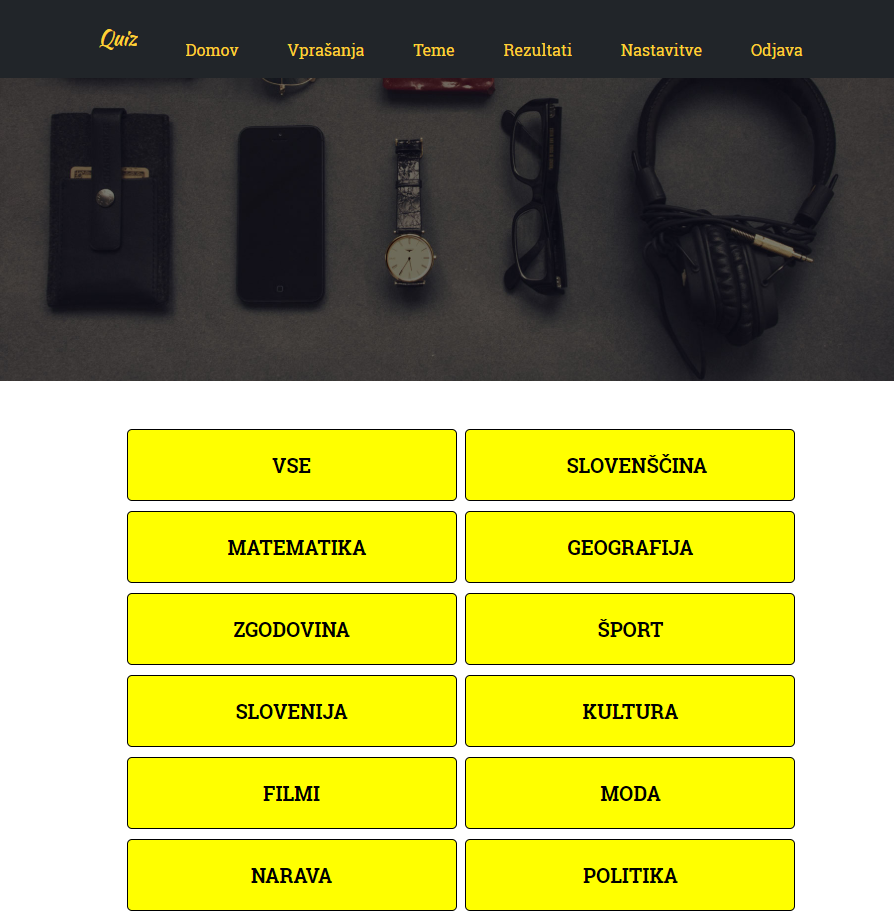 Quiz
Domov Vprašanja Teme Rezultati Nastavitve Odjava
VSE SLOVENŠČINA
MATEMATIKA GEOGRAFIJA
ZGODOVINA ŠPORT
SLOVENIJA KULTURA
FILMI MODA
NARAVA POLITIKA